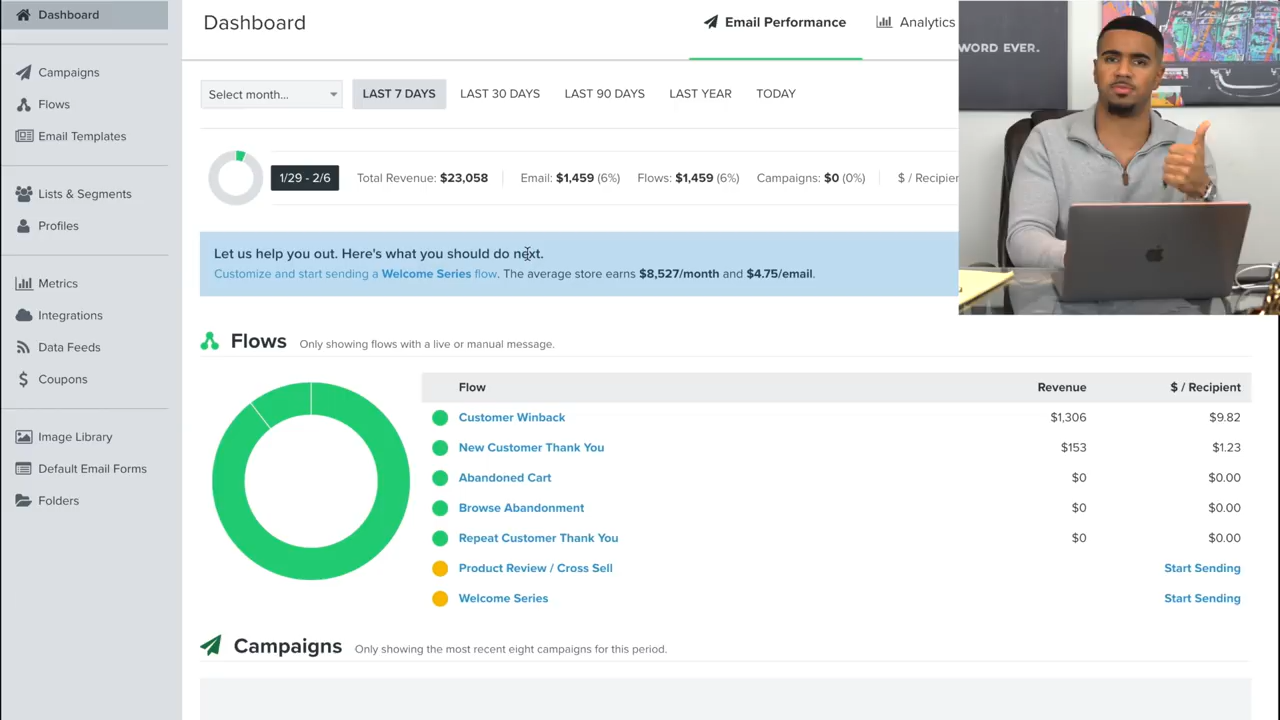 Dashboard
Campaigns
Flows
Email Templates
Lists & Segments
Profiles
Metrics
Integrations
Data Feeds
Coupons
Image Library
Default Email Forms
Folders
Dashboard
Email Performance
Analytics
Select month...
LAST 7 DAYS
LAST 30 DAYS
LAST 90 DAYS
LAST YEAR
TODAY
1/29 - 2/6
Total Revenue: $23,058
Email: $1,459 (6%)
Flows: $1,459 (6%)
Campaigns: $0 (0%)
$ / Recipien
Let us help you out. Here's what you should do next.
Customize and start sending a Welcome Series flow. The average store earns $8,527/month and $4.75/email.
WORD EVER.
Flows Only showing flows with a live or manual message.
Flow Revenue $ / Recipient
Customer Winback $1,306 $9.82
New Customer Thank You $153 $1.23
Abandoned Cart $0 $0.00
Browse Abandonment $0 $0.00
Repeat Customer Thank You $0 $0.00
Product Review / Cross Sell Start Sending
Welcome Series Start Sending
Campaigns Only showing the most recent eight campaigns for this period.